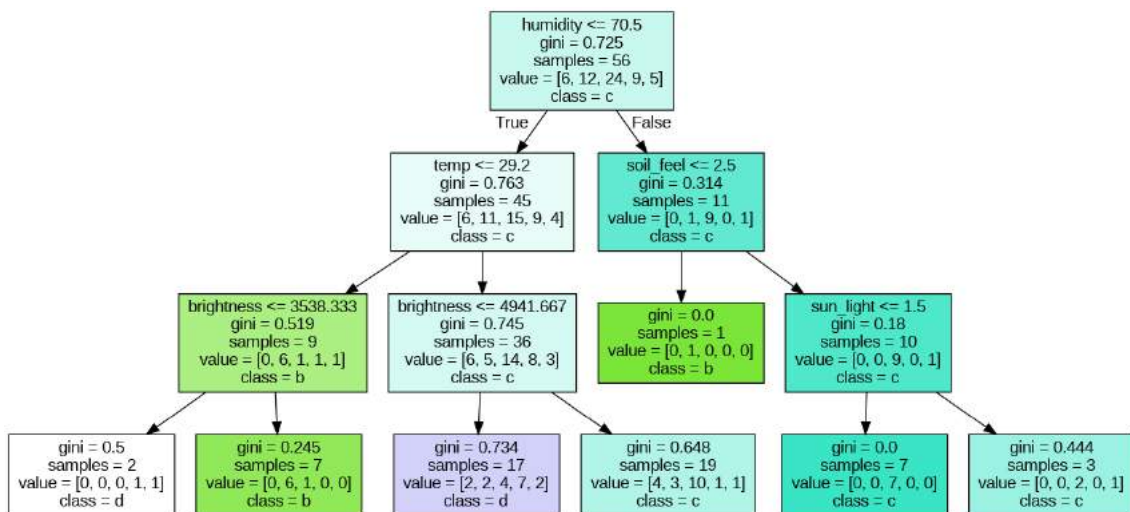 humidity <= 70.5
gini = 0.725
samples = 56
value = [6, 12, 24, 9, 5]
class = c
True
False
temp <= 29.2
gini = 0.763
samples = 45
value = [6, 11, 15, 9, 4]
class = c
soil_feel <= 2.5
gini = 0.314
samples = 11
value = [0, 1, 9, 0, 1]
class = c
brightness <= 3538.333
gini = 0.519
samples = 9
value = [0, 6, 1, 1, 1]
class = b
brightness <= 4941.667
gini = 0.745
samples = 36
value = [6, 5, 14, 8, 3]
class = c
gini = 0.0
samples = 1
value = [0, 1, 0, 0, 0]
class = b
sun_light <= 1.5
gini = 0.18
samples = 10
value = [0, 0, 9, 0, 1]
class = c
gini = 0.5
samples = 2
value = [0, 0, 0, 1, 1]
class = d
gini = 0.245
samples = 7
value = [0, 6, 1, 0, 0]
class = b
gini = 0.734
samples = 17
value = [2, 2, 4, 7, 2]
class = d
gini = 0.648
samples = 19
value = [4, 3, 10, 1, 1]
class = c
gini = 0.0
samples = 7
value = [0, 0, 7, 0, 0]
class = c
gini = 0.444
samples = 3
value = [0, 0, 2, 0, 1]
class = c